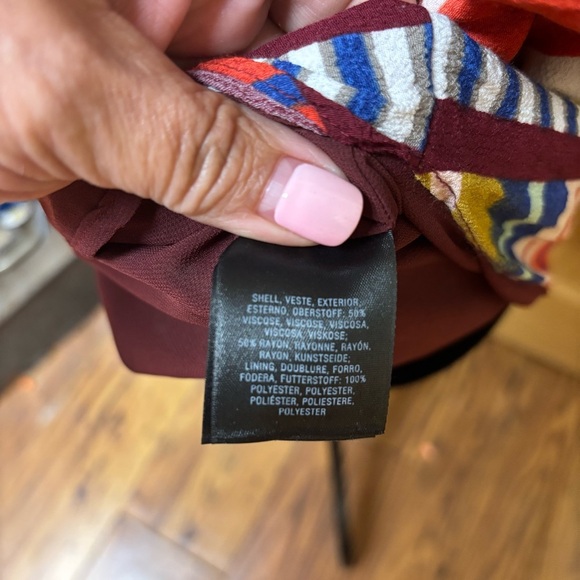 SHELL, VESTE, EXTERIOR,
ESTERNO, OBERSTOFF: 50%
VISCOSE, VISCOSE, VISCOSA,
VISCOSA, VISKOSE;
50% RAYON, RAYONNE, RAYÓN,
RAYON, KUNSTSEIDE;
LINING, DOUBLURE, FORRO,
FODERA, FUTTERSTOFF: 100%
POLYESTER, POLYESTER,
POLIÉSTER, POLIESTERE,
POLYESTER